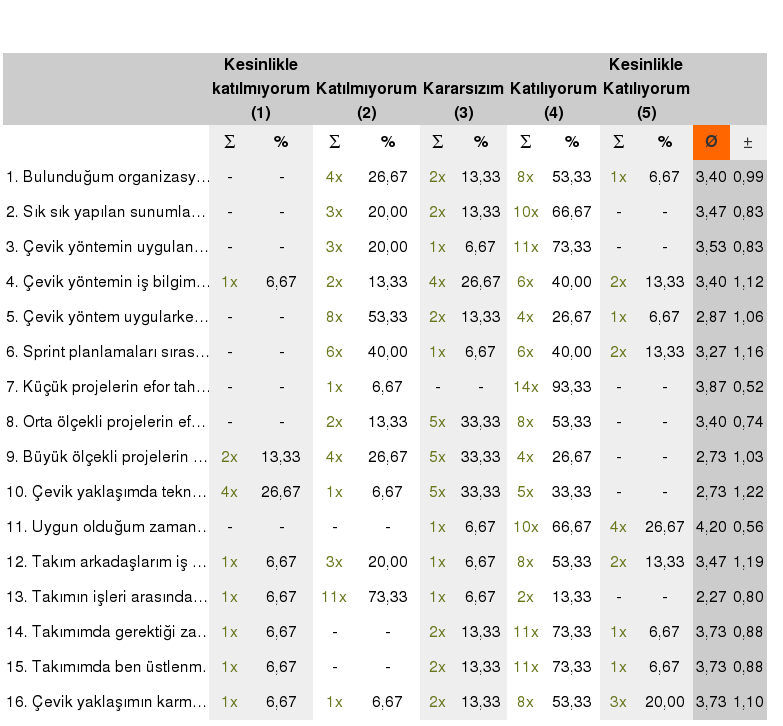 Kesinlikle Kesinlikle
katılmıyorum Katılmıyorum Kararsızım Katılıyorum Katılıyorum
(1) (2) (3) (4) (5)
Σ % Σ % Σ % Σ % Σ % Ø ±
1. Bulunduğum organizasy... - - 4x 26,67 2x 13,33 8x 53,33 1x 6,67 3,40 0,99
2. Sık sık yapılan sunumla... - - 3x 20,00 2x 13,33 10x 66,67 - - 3,47 0,83
3. Çevik yöntemin uygulan... - - 3x 20,00 1x 6,67 11x 73,33 - - 3,53 0,83
4. Çevik yöntemin iş bilgim... 1x 6,67 2x 13,33 4x 26,67 6x 40,00 2x 13,33 3,40 1,12
5. Çevik yöntem uygularke... - - 8x 53,33 2x 13,33 4x 26,67 1x 6,67 2,87 1,06
6. Sprint planlamaları sıras... - - 6x 40,00 1x 6,67 6x 40,00 2x 13,33 3,27 1,16
7. Küçük projelerin efor tah... - - 1x 6,67 - - 14x 93,33 - - 3,87 0,52
8. Orta ölçekli projelerin ef... - - 2x 13,33 5x 33,33 8x 53,33 - - 3,40 0,74
9. Büyük ölçekli projelerin ... 2x 13,33 4x 26,67 5x 33,33 4x 26,67 - - 2,73 1,03
10. Çevik yaklaşımda tekn... 4x 26,67 1x 6,67 5x 33,33 5x 33,33 - - 2,73 1,22
11. Uygun olduğum zaman... - - - - 1x 6,67 10x 66,67 4x 26,67 4,20 0,56
12. Takım arkadaşlarım iş ... 1x 6,67 3x 20,00 1x 6,67 8x 53,33 2x 13,33 3,47 1,19
13. Takımın işleri arasında... 1x 6,67 11x 73,33 1x 6,67 2x 13,33 - - 2,27 0,80
14. Takımımda gerektiği za... 1x 6,67 - - 2x 13,33 11x 73,33 1x 6,67 3,73 0,88
15. Takımımda ben üstlenm... 1x 6,67 - - 2x 13,33 11x 73,33 1x 6,67 3,73 0,88
16. Çevik yaklaşımın karm... 1x 6,67 1x 6,67 2x 13,33 8x 53,33 3x 20,00 3,73 1,10